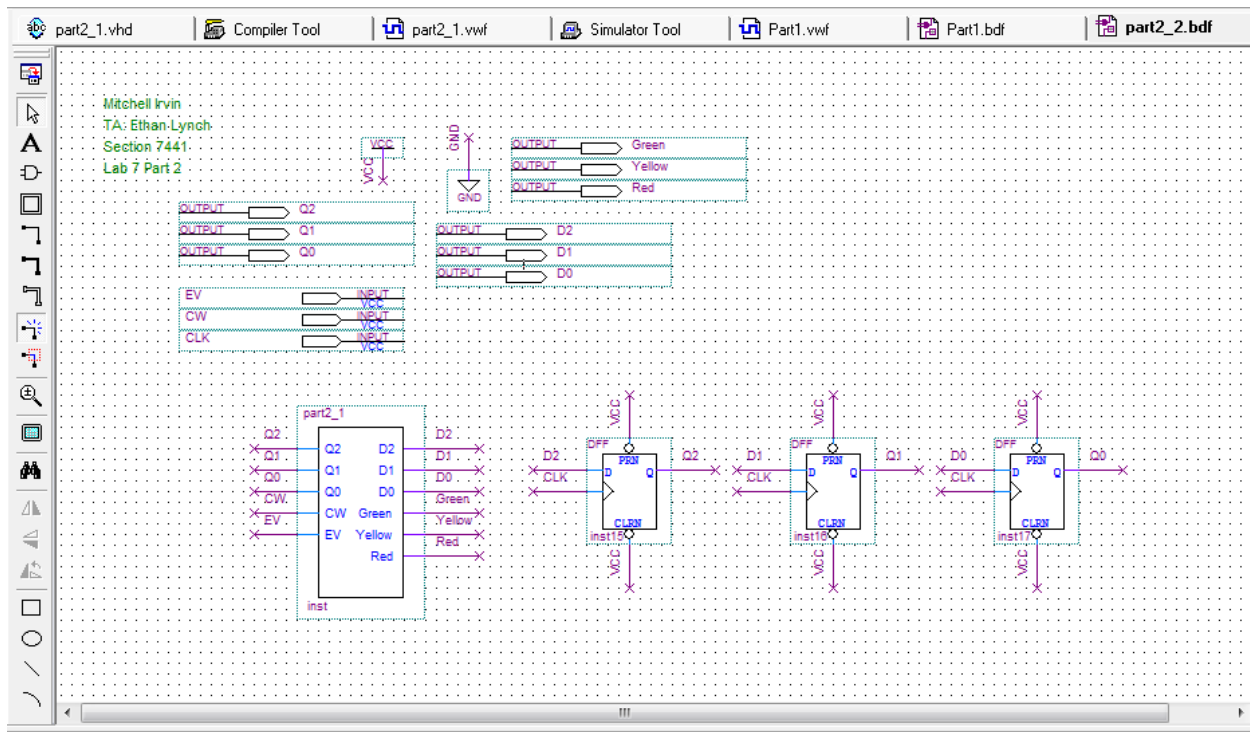 part2_1.vhd
Compiler Tool
part2_1.vwf
Simulator Tool
Part1.vwf
Part1.bdf
part2_2.bdf
Mitchell Irvin
TA: Ethan Lynch
Section 7441
Lab 7 Part 2
VCC
VCC
GND
GND
OUTPUT Green
OUTPUT Yellow
OUTPUT Red
OUTPUT Q2
OUTPUT Q1
OUTPUT Q0
OUTPUT D2
OUTPUT D1
OUTPUT D0
EV INPUT
VCC
CW INPUT
VCC
CLK INPUT
VCC
part2_1
Q2 Q2 D2 D2
Q1 Q1 D1 D1
Q0 Q0 D0 D0
CW CW Green Green
EV EV Yellow Yellow
Red Red
inst
VCC
DFF
PRN
D2 D Q Q2
CLK
CLRN
inst15
VCC
VCC
DFF
PRN
D1 D Q Q1
CLK
CLRN
inst16
VCC
VCC
DFF
PRN
D0 D Q Q0
CLK
CLRN
inst17
VCC